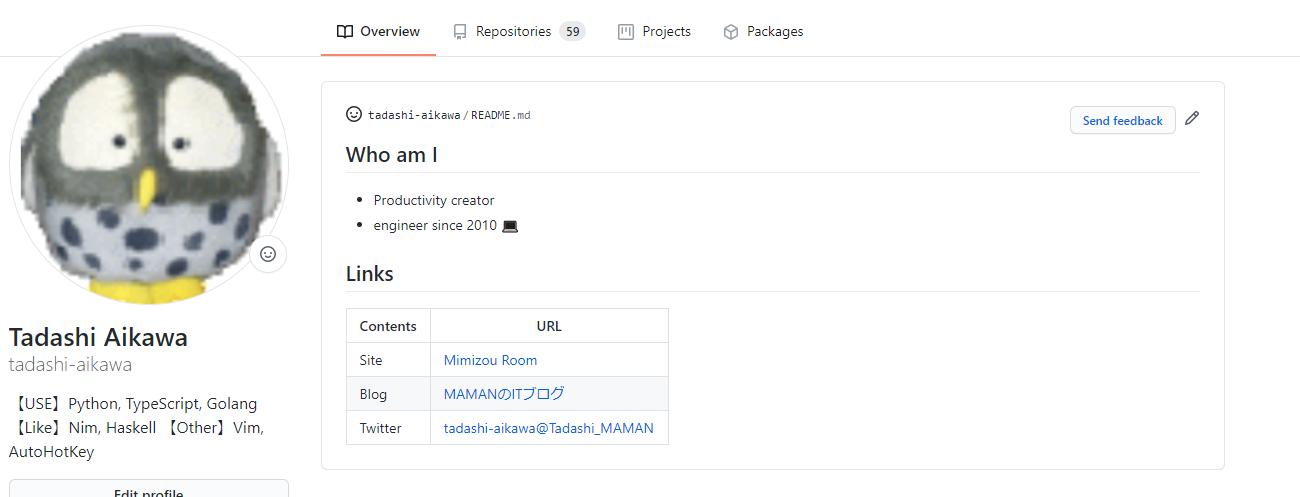 Overview
Repositories 59
Projects
Packages
tadashi-aikawa/README.md
Send feedback
Who am I
Productivity creator
engineer since 2010 💻
Links
Contents URL
Site Mimizou Room
Blog MAMANのITブログ
Twitter tadashi-aikawa@Tadashi_MAMAN
Tadashi Aikawa
tadashi-aikawa
【USE】Python, TypeScript, Golang
【Like】Nim, Haskell 【Other】Vim,
AutoHotKey
Edit profile